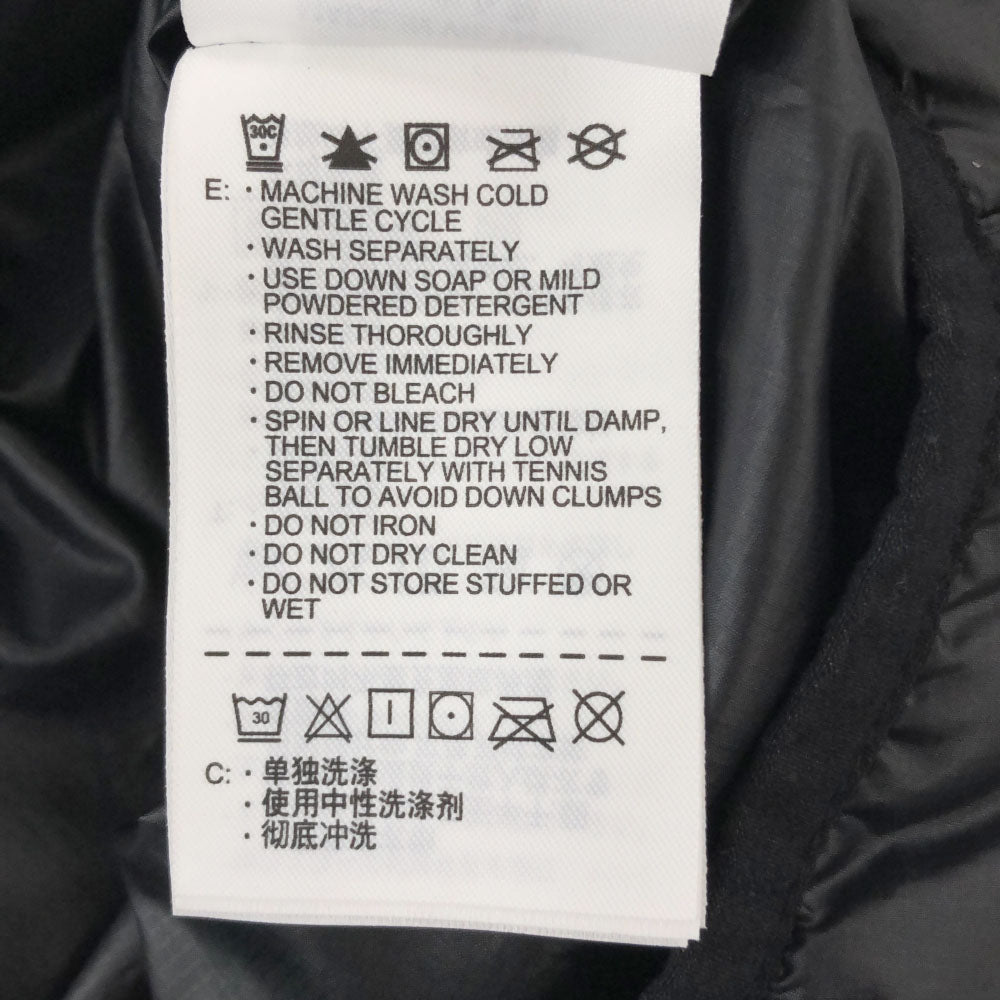 30C
E: · MACHINE WASH COLD
GENTLE CYCLE
· WASH SEPARATELY
· USE DOWN SOAP OR MILD
POWDERED DETERGENT
· RINSE THOROUGHLY
· REMOVE IMMEDIATELY
· DO NOT BLEACH
· SPIN OR LINE DRY UNTIL DAMP,
THEN TUMBLE DRY LOW
SEPARATELY WITH TENNIS
BALL TO AVOID DOWN CLUMPS
· DO NOT IRON
· DO NOT DRY CLEAN
· DO NOT STORE STUFFED OR
WET
30
C: · 单独洗涤
· 使用中性洗涤剂
· 彻底冲洗